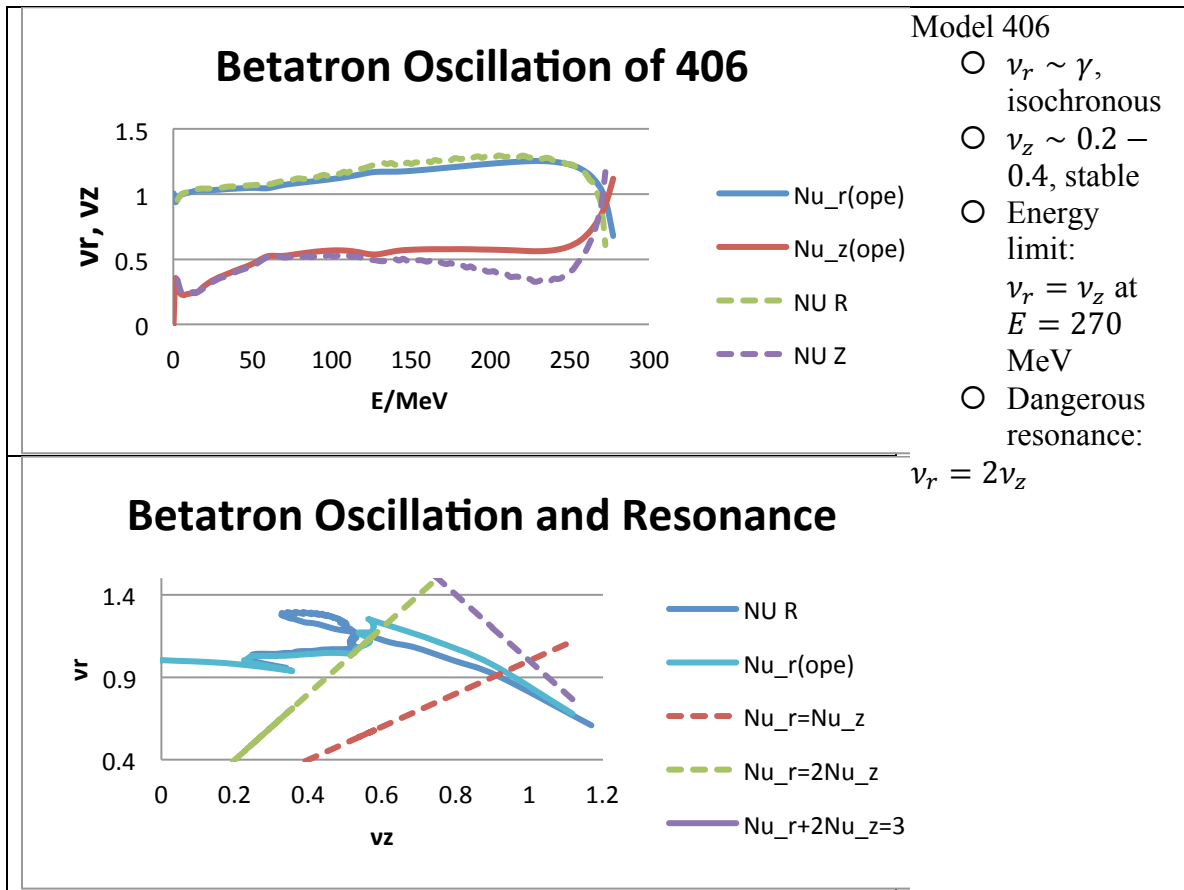 Betatron Oscillation of 406
1.5
1
0.5
0
νr, νz
0 50 100 150 200 250 300
E/MeV
Nu_r(ope)
Nu_z(ope)
NU R
NU Z
Model 406
○ 𝜈𝑟 ~ 𝛾,
isochronous
○ 𝜈𝑧 ~ 0.2 −
0.4, stable
○ Energy
limit:
𝜈𝑟 = 𝜈𝑧 at
𝐸 = 270
MeV
○ Dangerous
resonance:
𝜈𝑟 = 2𝜈𝑧
Betatron Oscillation and Resonance
1.4
0.9
0.4
νr
0 0.2 0.4 0.6 0.8 1 1.2
νz
NU R
Nu_r(ope)
Nu_r=Nu_z
Nu_r=2Nu_z
Nu_r+2Nu_z=3